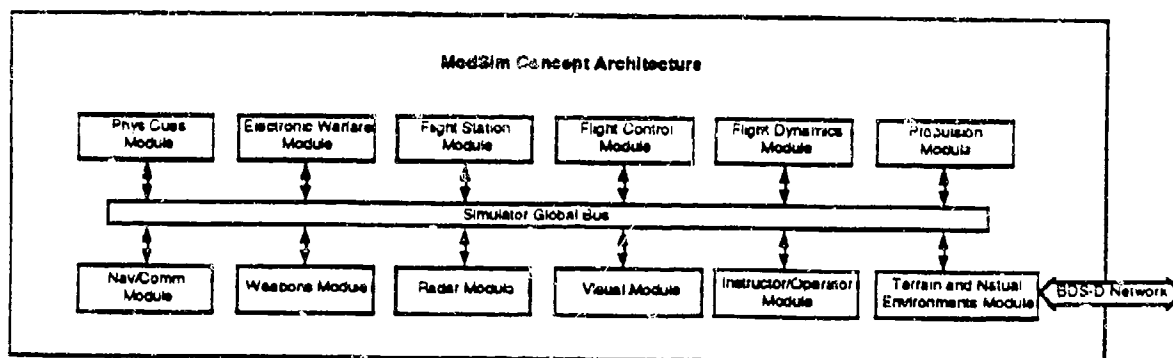 ModSim Concept Architecture
Phys Cues Module
Electronic Warfare Module
Flight Station Module
Flight Control Module
Flight Dynamics Module
Propulsion Module
Simulator Global Bus
Nav/Comm Module
Weapons Module
Radar Module
Visual Module
Instructor/Operator Module
Terrain and Natual Environments Module
BDS-D Network